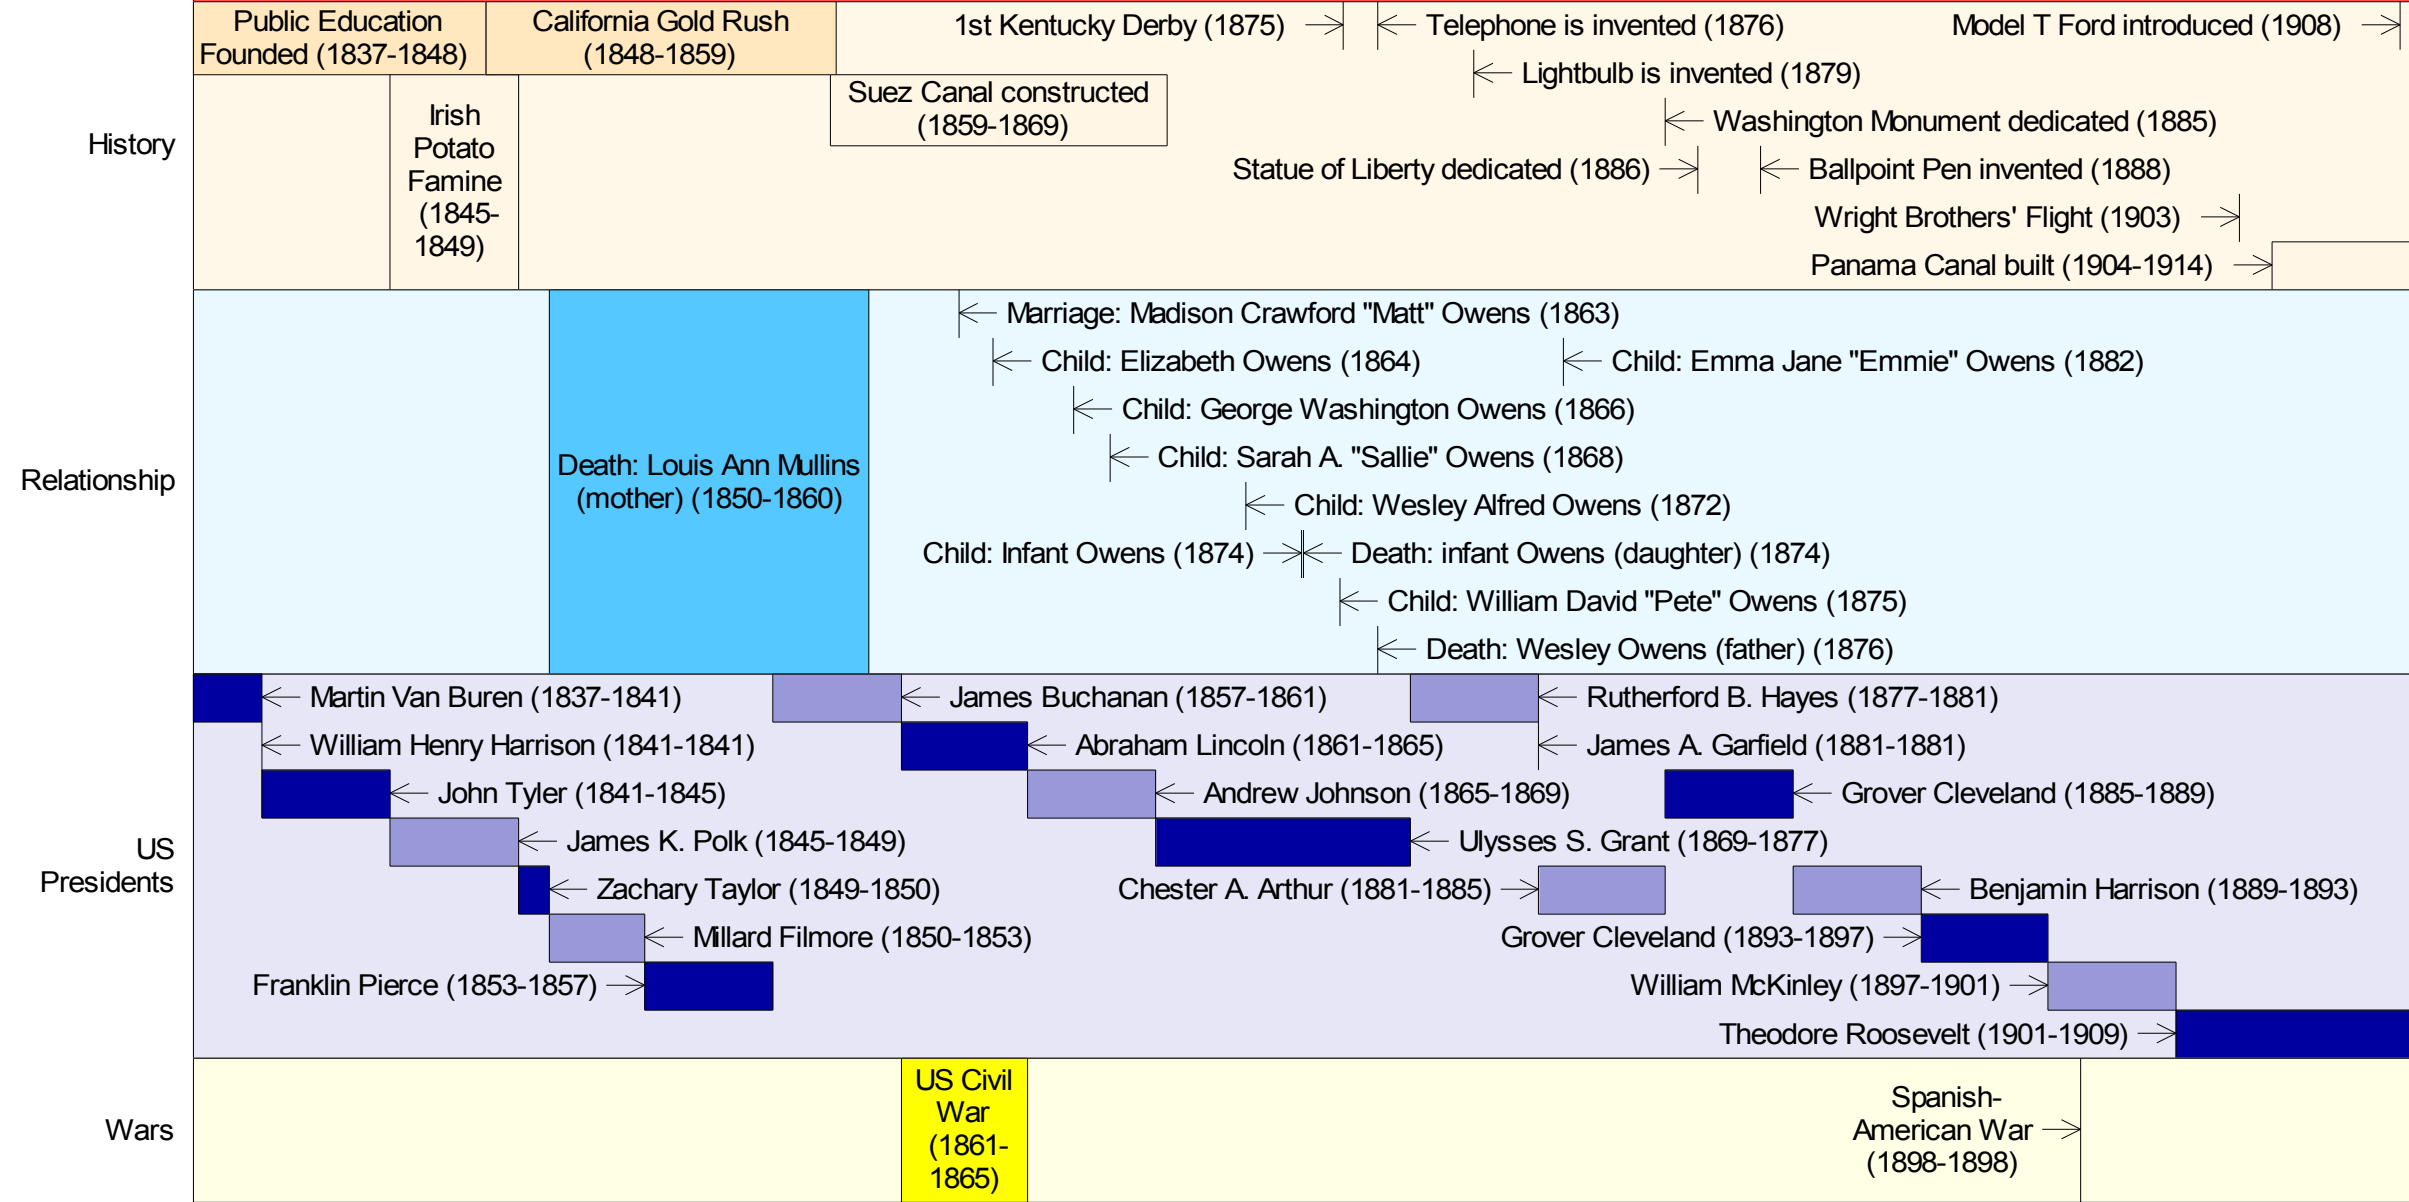 Public Education
Founded (1837-1848)
California Gold Rush
(1848-1859)
1st Kentucky Derby (1875)
Telephone is invented (1876)
Model T Ford introduced (1908)
Lightbulb is invented (1879)
Suez Canal constructed
(1859-1869)
Irish
Potato
Famine
(1845-
1849)
Washington Monument dedicated (1885)
History
Statue of Liberty dedicated (1886)
Ballpoint Pen invented (1888)
Wright Brothers' Flight (1903)
Panama Canal built (1904-1914)
Marriage: Madison Crawford "Matt" Owens (1863)
Child: Elizabeth Owens (1864)
Child: Emma Jane "Emmie" Owens (1882)
Child: George Washington Owens (1866)
Child: Sarah A. "Sallie" Owens (1868)
Relationship
Death: Louis Ann Mullins
(mother) (1850-1860)
Child: Wesley Alfred Owens (1872)
Child: Infant Owens (1874)
Death: infant Owens (daughter) (1874)
Child: William David "Pete" Owens (1875)
Death: Wesley Owens (father) (1876)
Martin Van Buren (1837-1841)
James Buchanan (1857-1861)
Rutherford B. Hayes (1877-1881)
William Henry Harrison (1841-1841)
Abraham Lincoln (1861-1865)
James A. Garfield (1881-1881)
John Tyler (1841-1845)
Andrew Johnson (1865-1869)
Grover Cleveland (1885-1889)
US
Presidents
James K. Polk (1845-1849)
Ulysses S. Grant (1869-1877)
Zachary Taylor (1849-1850)
Chester A. Arthur (1881-1885)
Benjamin Harrison (1889-1893)
Millard Filmore (1850-1853)
Grover Cleveland (1893-1897)
Franklin Pierce (1853-1857)
William McKinley (1897-1901)
Theodore Roosevelt (1901-1909)
Wars
US Civil
War
(1861-
1865)
Spanish-
American War
(1898-1898)